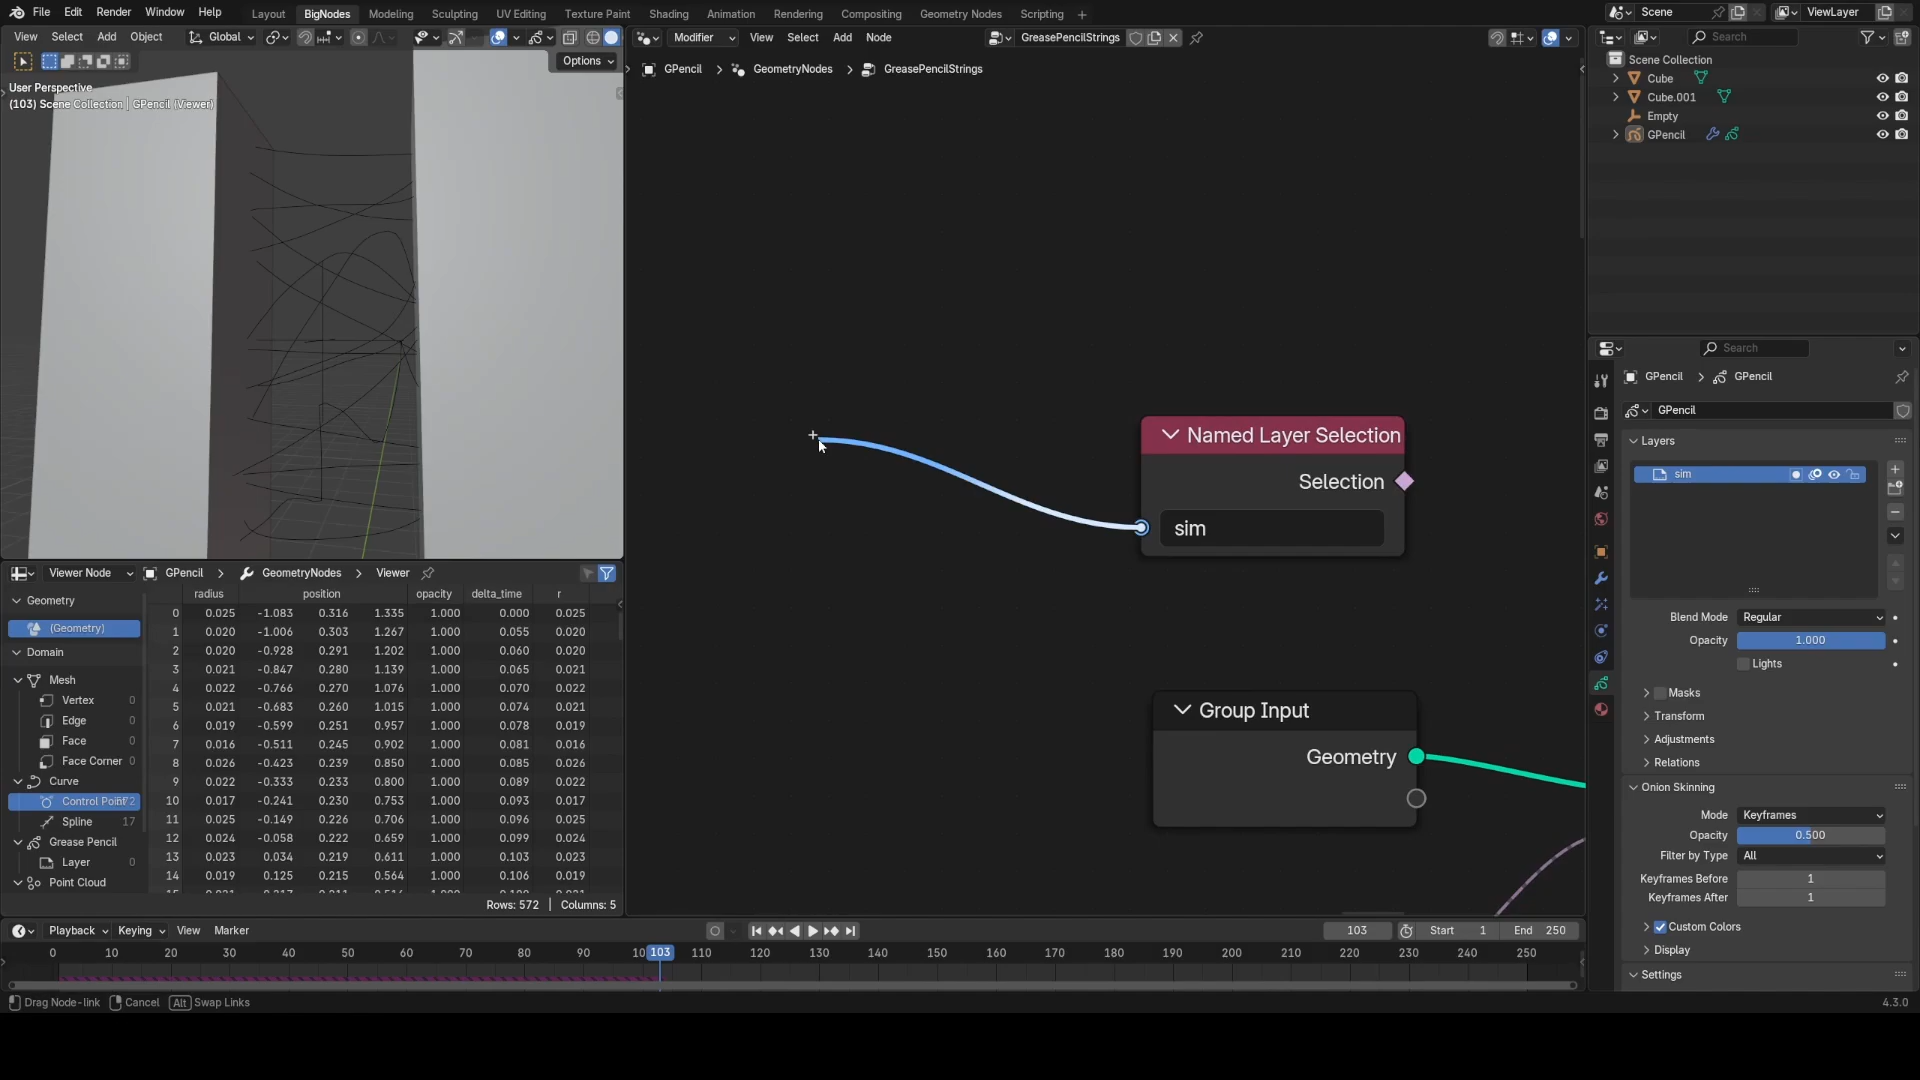 File Edit Render Window Help Layout BigNodes Modeling Sculpting UV Editing Texture Paint Shading Animation Rendering Compositing Geometry Nodes Scripting + Scene ViewLayer
View Select Add Object Global
Options
User Perspective
(103) Scene Collection | GPencil (Viewer)
Modifier View Select Add Node GreasePencilStrings
GPencil > GeometryNodes > GreasePencilStrings
Named Layer Selection
Selection
sim
Group Input
Geometry
Search
Scene Collection
Cube
Cube.001
Empty
GPencil
Search
GPencil > GPencil
GPencil
Layers
sim
Blend Mode Regular
Opacity 1.000
Lights
Masks
Transform
Adjustments
Relations
Onion Skinning
Mode Keyframes
Opacity 0.500
Filter by Type All
Keyframes Before 1
Keyframes After 1
Custom Colors
Display
Settings
Viewer Node GPencil > GeometryNodes > Viewer
Geometry
(Geometry)
Domain
Mesh
Vertex 0
Edge 0
Face 0
Face Corner 0
Curve
Control Point
Spline 17
Grease Pencil
Layer 0
Point Cloud
radius position opacity delta_time r
0 0.025 -1.083 0.316 1.335 1.000 0.000 0.025
1 0.020 -1.006 0.303 1.267 1.000 0.055 0.020
2 0.020 -0.928 0.291 1.202 1.000 0.060 0.020
3 0.021 -0.847 0.280 1.139 1.000 0.065 0.021
4 0.022 -0.766 0.270 1.076 1.000 0.070 0.022
5 0.021 -0.683 0.260 1.015 1.000 0.074 0.021
6 0.019 -0.599 0.251 0.957 1.000 0.078 0.019
7 0.016 -0.511 0.245 0.902 1.000 0.081 0.016
8 0.026 -0.423 0.239 0.850 1.000 0.085 0.026
9 0.022 -0.333 0.233 0.800 1.000 0.089 0.022
10 0.017 -0.241 0.230 0.753 1.000 0.093 0.017
11 0.025 -0.149 0.226 0.706 1.000 0.096 0.025
12 0.024 -0.058 0.222 0.659 1.000 0.099 0.024
13 0.023 0.034 0.219 0.611 1.000 0.103 0.023
14 0.019 0.125 0.215 0.564 1.000 0.106 0.019
Rows: 572 | Columns: 5
Playback Keying View Marker 103 Start 1 End 250
0 10 20 30 40 50 60 70 80 90 10 103 110 120 130 140 150 160 170 180 190 200 210 220 230 240 250
Drag Node-link Cancel Alt Swap Links 4.3.0